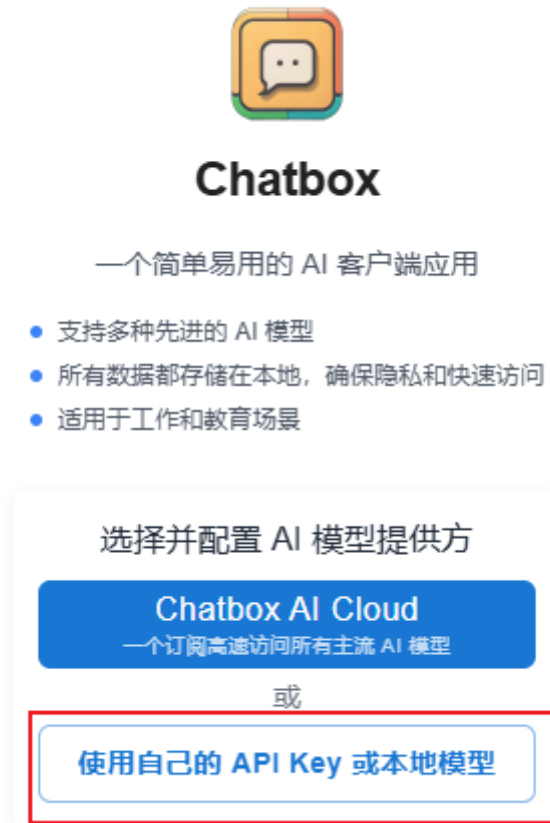 Chatbox
一个简单易用的 AI 客户端应用
支持多种先进的 AI 模型
所有数据都存储在本地，确保隐私和快速访问
适用于工作和教育场景
选择并配置 AI 模型提供方
Chatbox AI Cloud
一个订阅高速访问所有主流 AI 模型
或
使用自己的 API Key 或本地模型